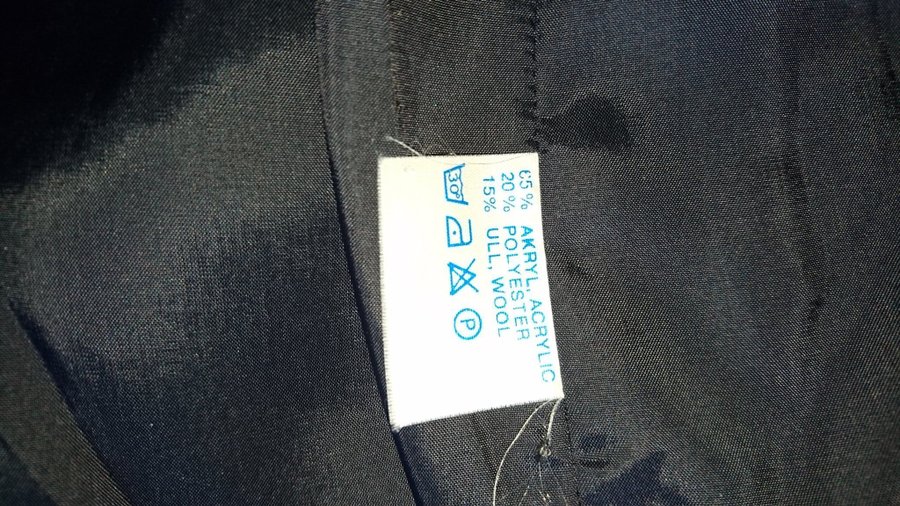 65% AKRYL, ACRYLIC
20% POLYESTER
15% ULL, WOOL
30
P